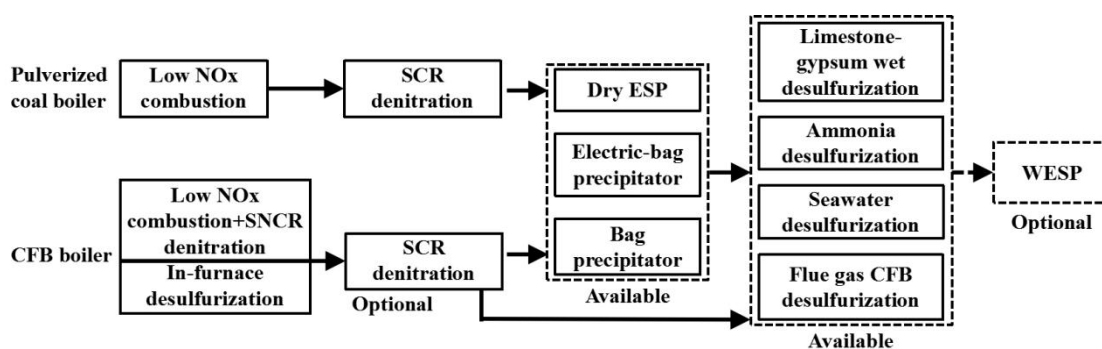 Pulverized
coal boiler
Low NOx
combustion
SCR
denitration
Dry ESP
Electric-bag
precipitator
Bag
precipitator
Available
Limestone-
gypsum wet
desulfurization
Ammonia
desulfurization
Seawater
desulfurization
Flue gas CFB
desulfurization
Available
WESP
Optional
CFB boiler
Low NOx
combustion+SNCR
denitration
In-furnace
desulfurization
SCR
denitration
Optional